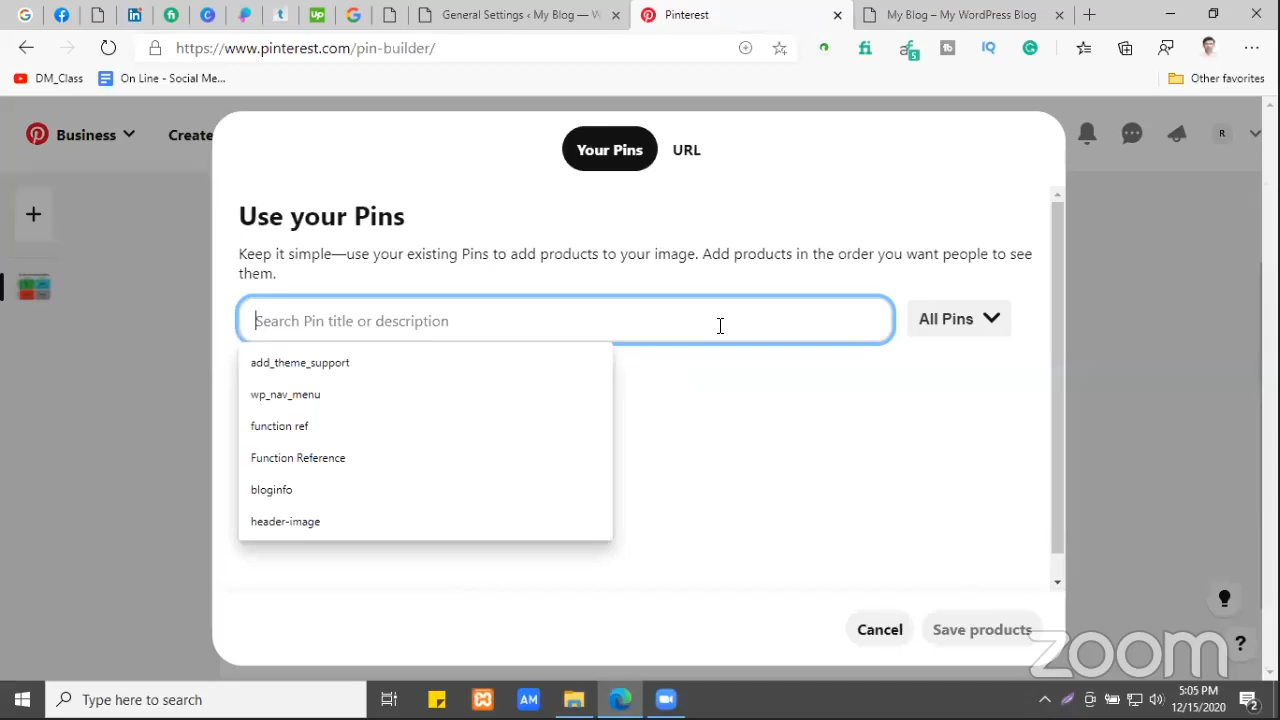 General Settings ‹ My Blog — W
Pinterest
My Blog – My WordPress Blog
https://www.pinterest.com/pin-builder/
DM_Class
On Line - Social Me...
Other favorites
Business
Create
R
Your Pins
URL
Use your Pins
Keep it simple—use your existing Pins to add products to your image. Add products in the order you want people to see
them.
Search Pin title or description
All Pins
add_theme_support
wp_nav_menu
function ref
Function Reference
bloginfo
header-image
Cancel
Save products
zoom
?
Type here to search
AM
5:05 PM
12/15/2020
2